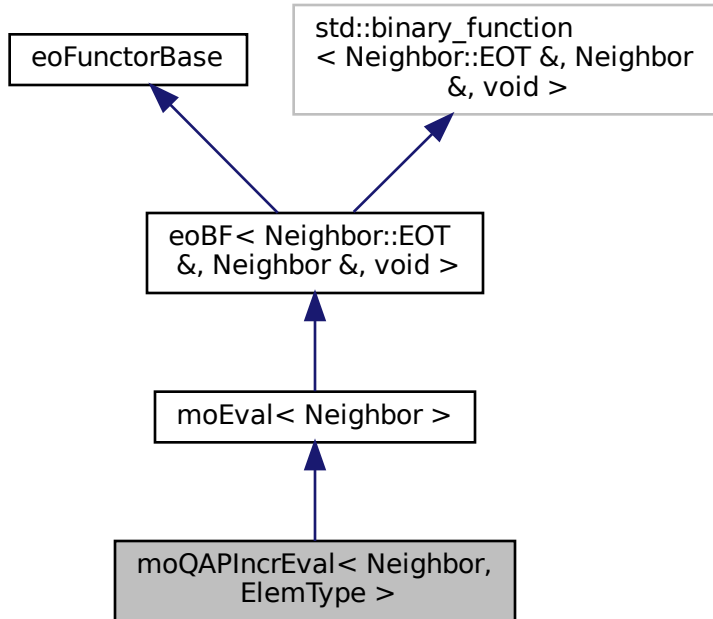 std::binary_function
< Neighbor::EOT &, Neighbor
&, void >
eoFunctorBase
eoBF< Neighbor::EOT
&, Neighbor &, void >
moEval< Neighbor >
moQAPIncrEval< Neighbor,
ElemType >